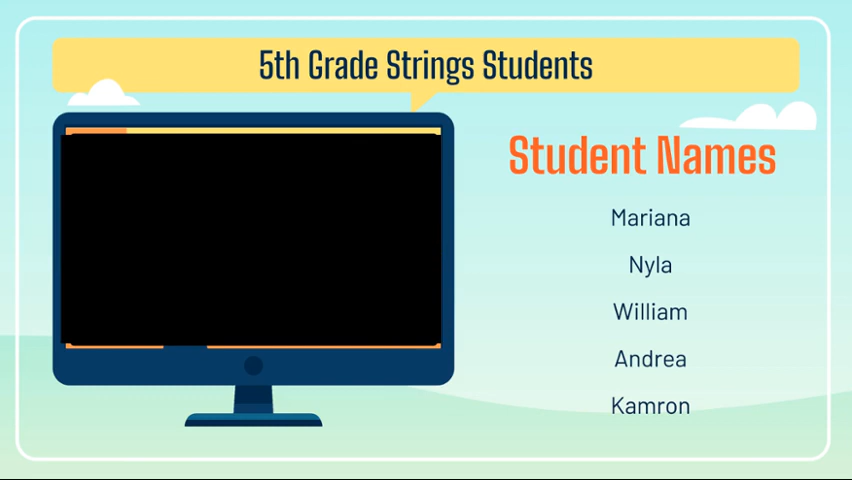 5th Grade Strings Students
Student Names
Mariana
Nyla
William
Andrea
Kamron